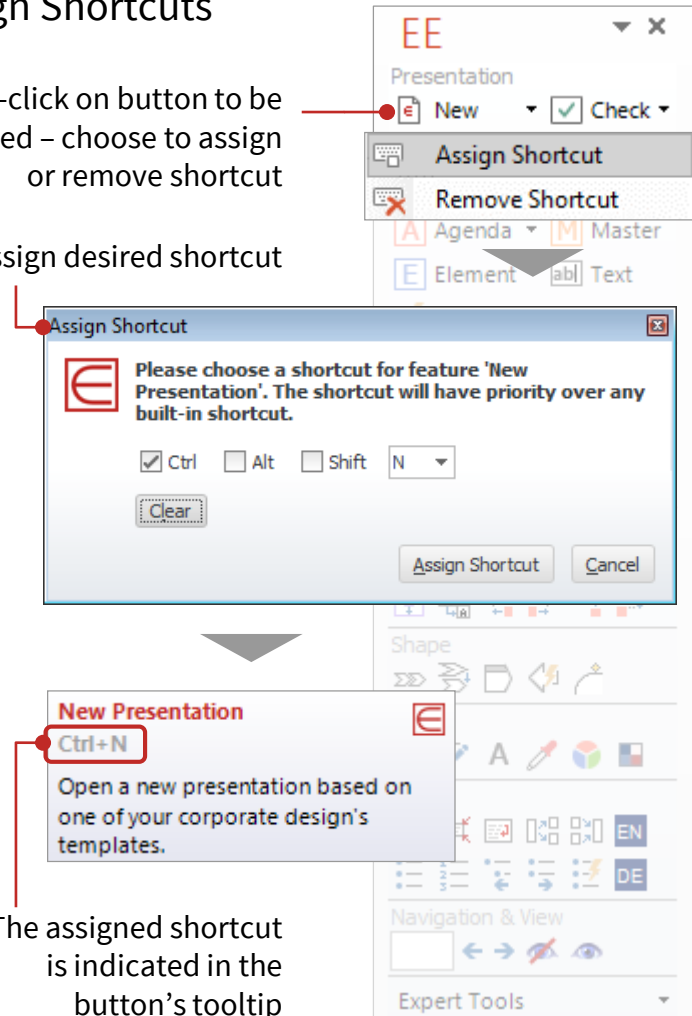 gn Shortcuts
-click on button to be
ed – choose to assign
or remove shortcut
ssign desired shortcut
EE
Presentation
New
Check
Assign Shortcut
Remove Shortcut
A Agenda
M Master
E Element
ab Text
Assign Shortcut
Please choose a shortcut for feature 'New
Presentation'. The shortcut will have priority over any
built-in shortcut.
Ctrl Alt Shift N
Clear
Assign Shortcut Cancel
Shape
New Presentation
Ctrl+N
Open a new presentation based on
one of your corporate design's
templates.
A
EN
DE
Navigation & View
Expert Tools
The assigned shortcut
is indicated in the
button's tooltip